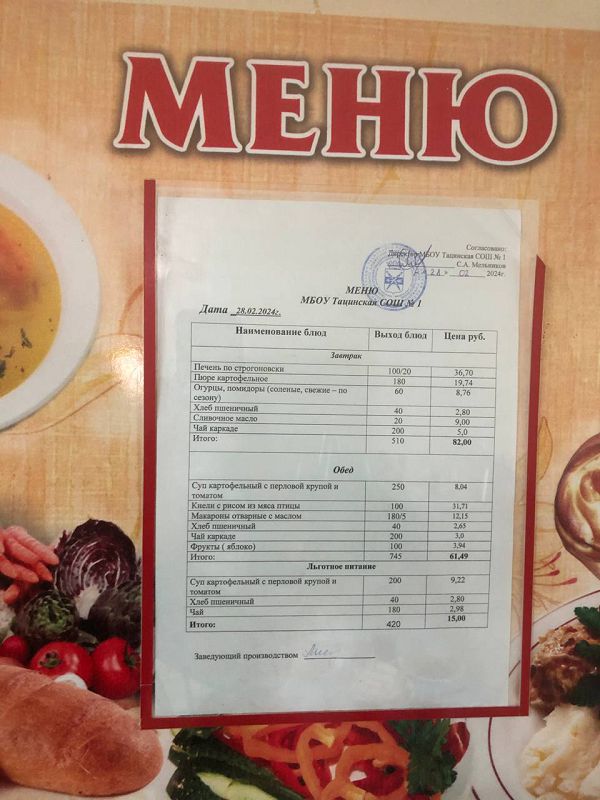 МЕНЮ
Согласовано:
Директор МБОУ Тацинская СОШ № 1
С.А. Мельников
« 28 » 02 2024г.
МЕНЮ
МБОУ Тацинская СОШ № 1
Дата _28.02.2024г.
Наименование блюд Выход блюд Цена руб.
Завтрак
Печень по строгоновски 100/20 36,70
Пюре картофельное 180 19,74
Огурцы, помидоры (соленые, свежие – по 60 8,76
сезону)
Хлеб пшеничный 40 2,80
Сливочное масло 20 9,00
Чай каркаде 200 5,0
Итого: 510 82,00
Обед
Суп картофельный с перловой крупой и 250 8,04
томатом
Кнели с рисом из мяса птицы 100 31,71
Макароны отварные с маслом 180/5 12,15
Хлеб пшеничный 40 2,65
Чай каркаде 200 3,0
Фрукты ( яблоко) 100 3,94
Итого: 745 61,49
Льготное питание
Суп картофельный с перловой крупой и 200 9,22
томатом
Хлеб пшеничный 40 2,80
Чай 180 2,98
Итого: 420 15,00
Заведующий производством